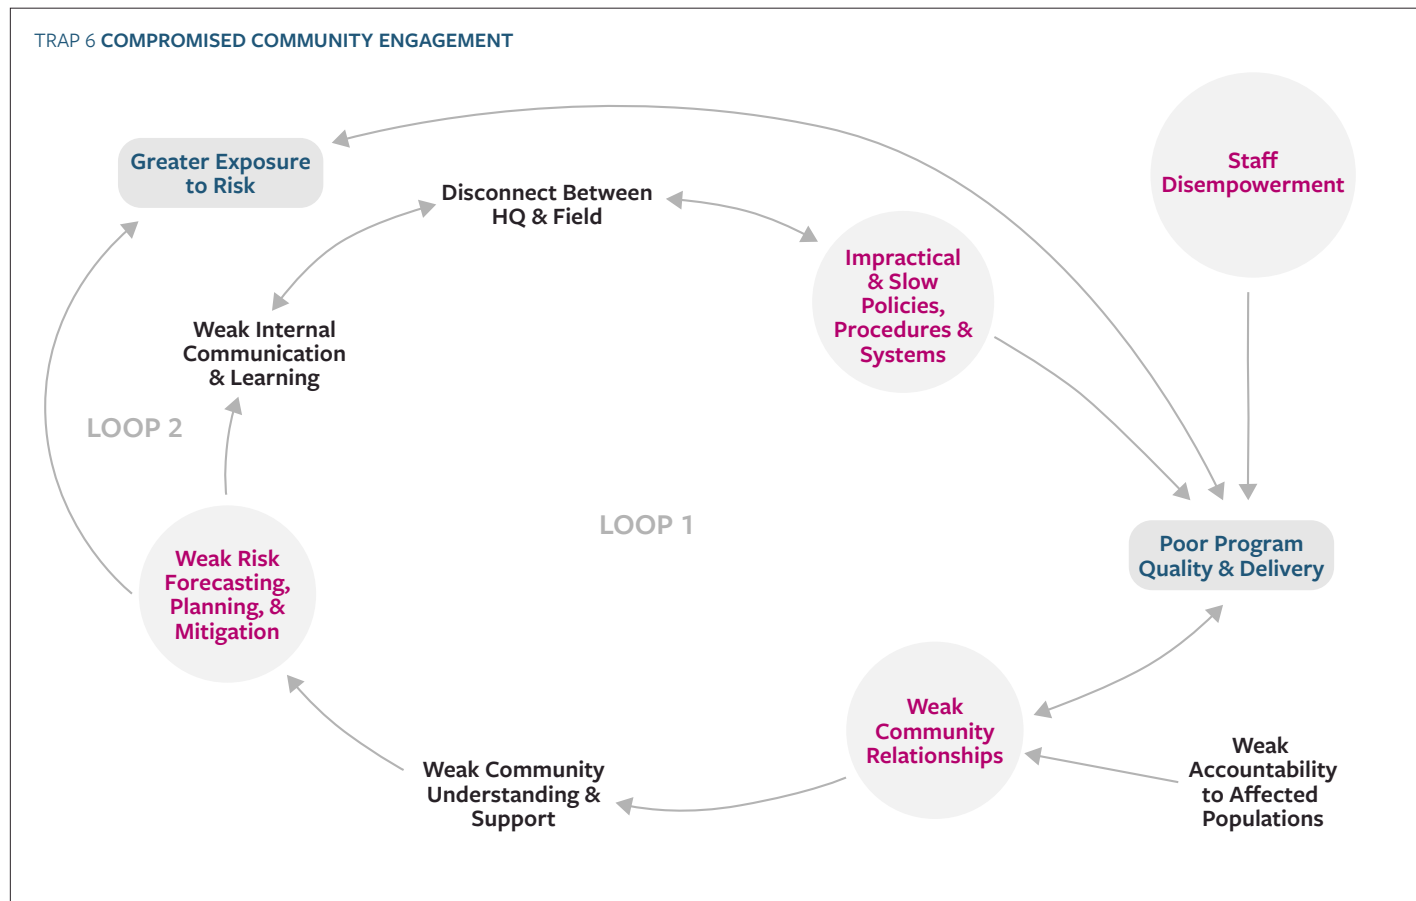 TRAP 6 COMPROMISED COMMUNITY ENGAGEMENT
Greater Exposure
to Risk
Disconnect Between
HQ & Field
Staff
Disempowerment
Impractical
& Slow
Policies,
Procedures &
Systems
Weak Internal
Communication
& Learning
LOOP 2
LOOP 1
Weak Risk
Forecasting,
Planning, &
Mitigation
Poor Program
Quality & Delivery
Weak
Community
Relationships
Weak Community
Understanding &
Support
Weak
Accountability
to Affected
Populations